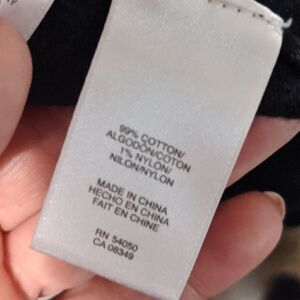 99% COTTON/
ALGODÓN/COTON
1% NYLON/
NILON/NYLON
MADE IN CHINA
HECHO EN CHINA
FAIT EN CHINE
RN 54050
CA 08349